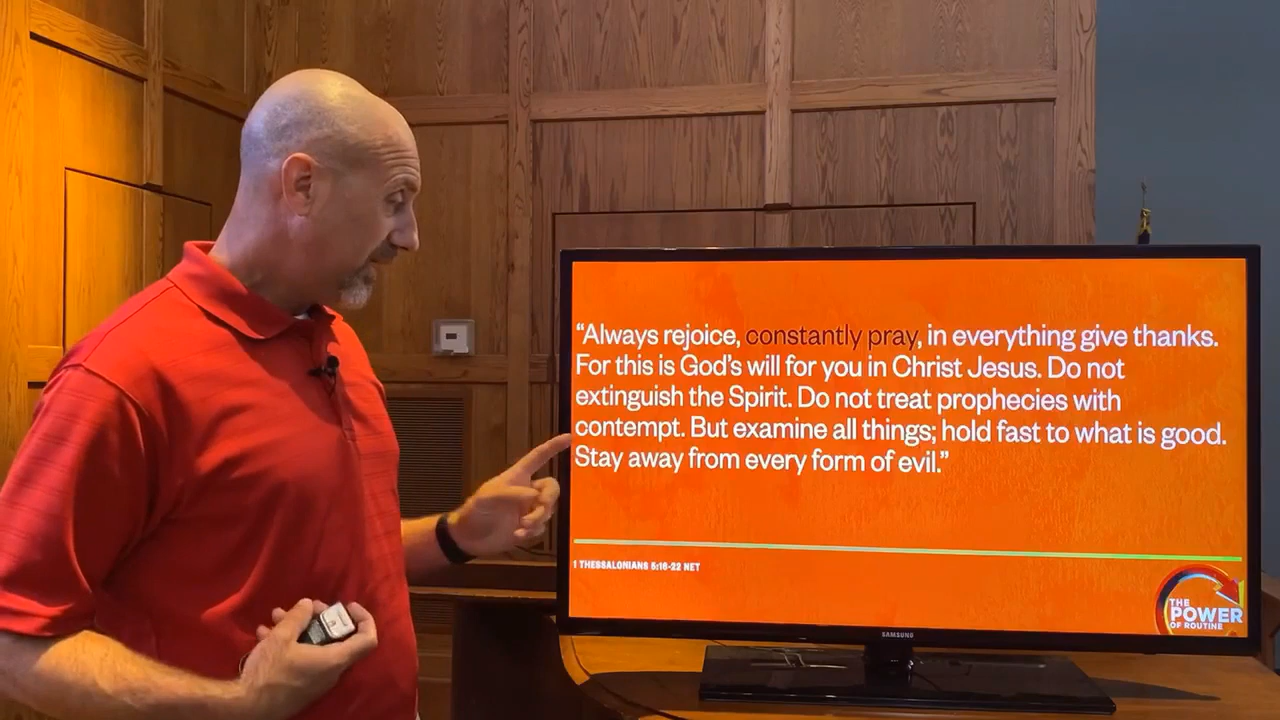 “Always rejoice, constantly pray, in everything give thanks.
For this is God’s will for you in Christ Jesus. Do not
extinguish the Spirit. Do not treat prophecies with
contempt. But examine all things; hold fast to what is good.
Stay away from every form of evil.”
1 THESSALONIANS 5:16-22 NET
THE
POWER
OF ROUTINE
SAMSUNG